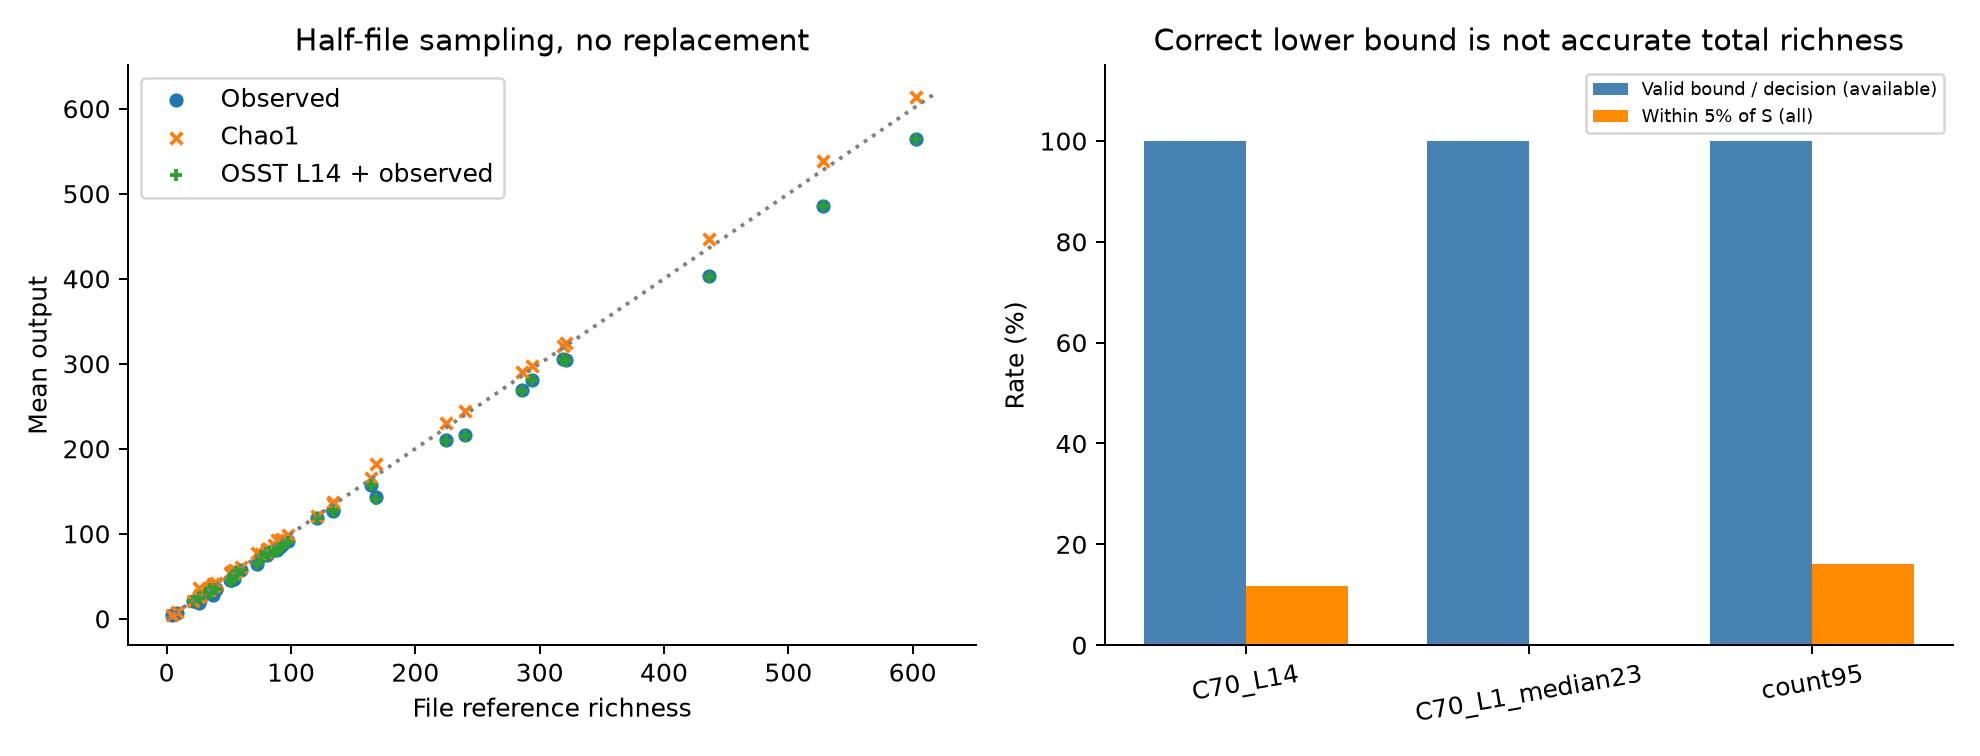 Half-file sampling, no replacement
Observed
Chao1
OSST L14 + observed
Mean output
600
500
400
300
200
100
0
0 100 200 300 400 500 600
File reference richness
Correct lower bound is not accurate total richness
Valid bound / decision (available)
Within 5% of S (all)
Rate (%)
100
80
60
40
20
0
C70_L14 C70_L1_median23 count95